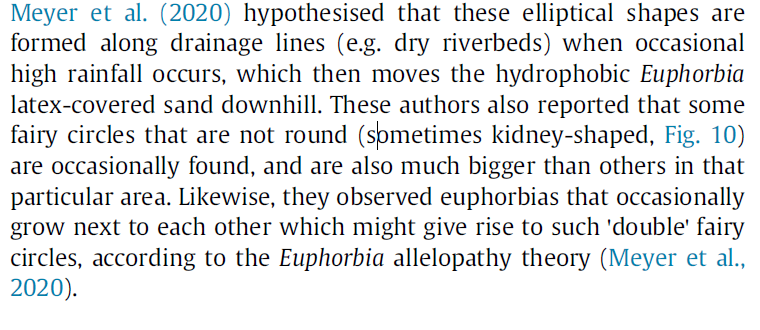 Meyer et al. (2020) hypothesised that these elliptical shapes are
formed along drainage lines (e.g. dry riverbeds) when occasional
high rainfall occurs, which then moves the hydrophobic Euphorbia
latex-covered sand downhill. These authors also reported that some
fairy circles that are not round (sometimes kidney-shaped, Fig. 10)
are occasionally found, and are also much bigger than others in that
particular area. Likewise, they observed euphorbias that occasionally
grow next to each other which might give rise to such 'double' fairy
circles, according to the Euphorbia allelopathy theory (Meyer et al.,
2020).